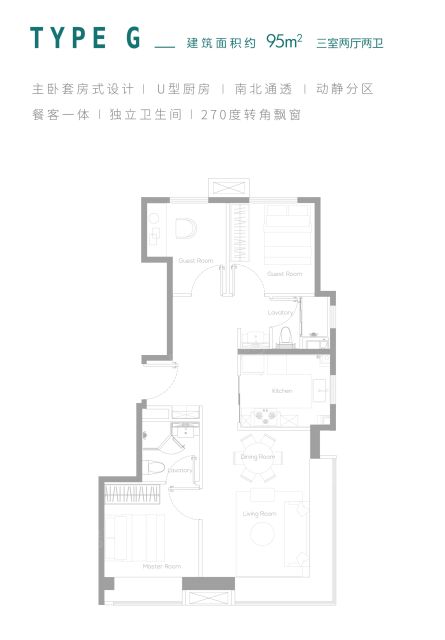 TYPE G — 建筑面积约 95m² 三室两厅两卫
主卧套房式设计 | U型厨房 | 南北通透 | 动静分区
餐客一体 | 独立卫生间 | 270度转角飘窗
Guest Room
Guest Room
Lavatory
Kitchen
Dining Room
Lavatory
Living Room
Master Room